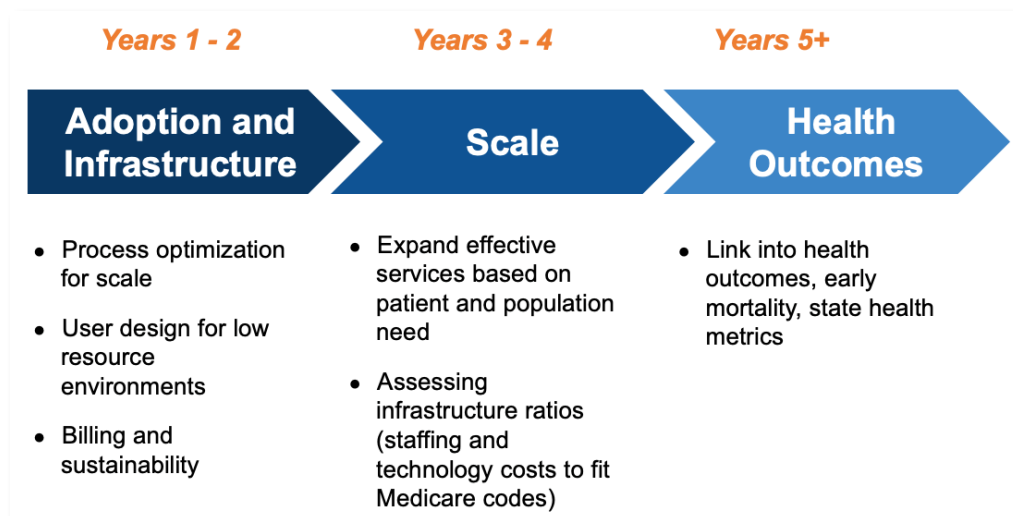 Years 1 - 2
Adoption and
Infrastructure
• Process optimization
for scale
• User design for low
resource
environments
• Billing and
sustainability
Years 3 - 4
Scale
• Expand effective
services based on
patient and population
need
• Assessing
infrastructure ratios
(staffing and
technology costs to fit
Medicare codes)
Years 5+
Health
Outcomes
• Link into health
outcomes, early
mortality, state health
metrics